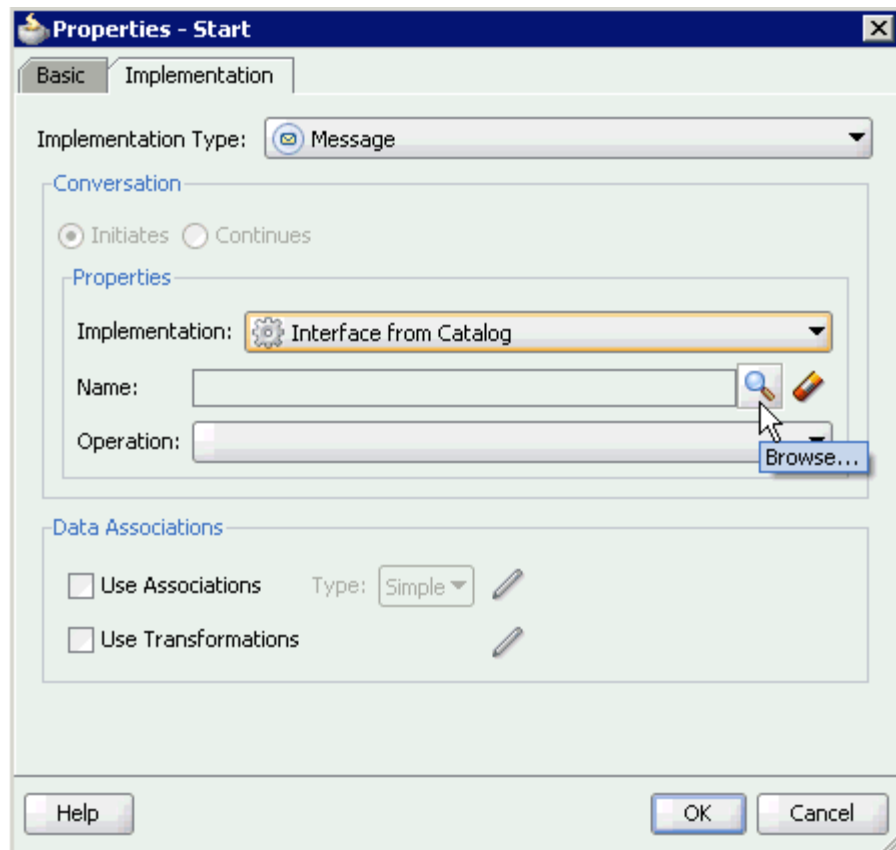 Properties - Start
Basic Implementation
Implementation Type: Message
Conversation
Initiates Continues
Properties
Implementation: Interface from Catalog
Name:
Operation:
Browse...
Data Associations
Use Associations Type: Simple
Use Transformations
Help OK Cancel